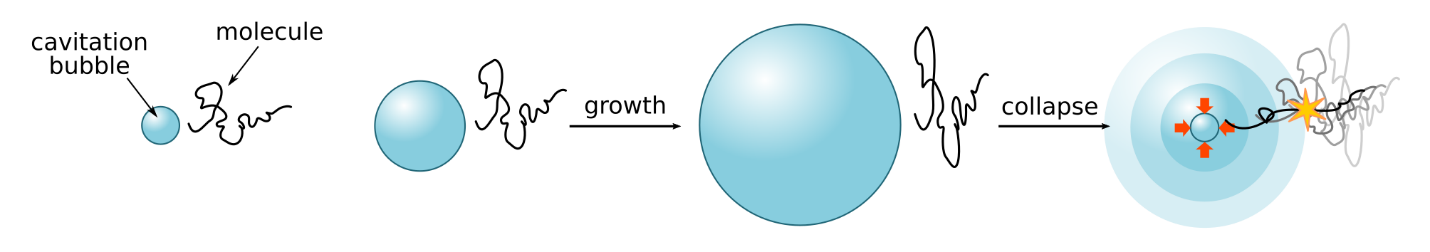 cavitation
bubble
molecule
growth
collapse